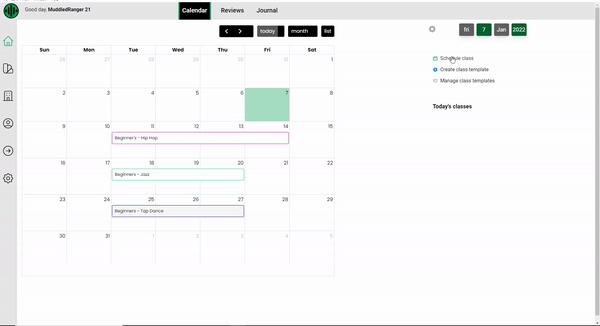 Good day, MuddledRanger 21
Calendar Reviews Journal
today month list
fri 7 Jan 2022
Sun Mon Tue Wed Thu Fri Sat
26 27 28 29 30 31 1
2 3 4 5 6 7 8
9 10 11 12 13 14 15
Beginner's - Hip Hop
16 17 18 19 20 21 22
Beginners - Jazz
23 24 25 26 27 28 29
Beginners - Tap Dance
30 31 1 2 3 4 5
Schedule class
Create class template
Manage class templates
Today's classes